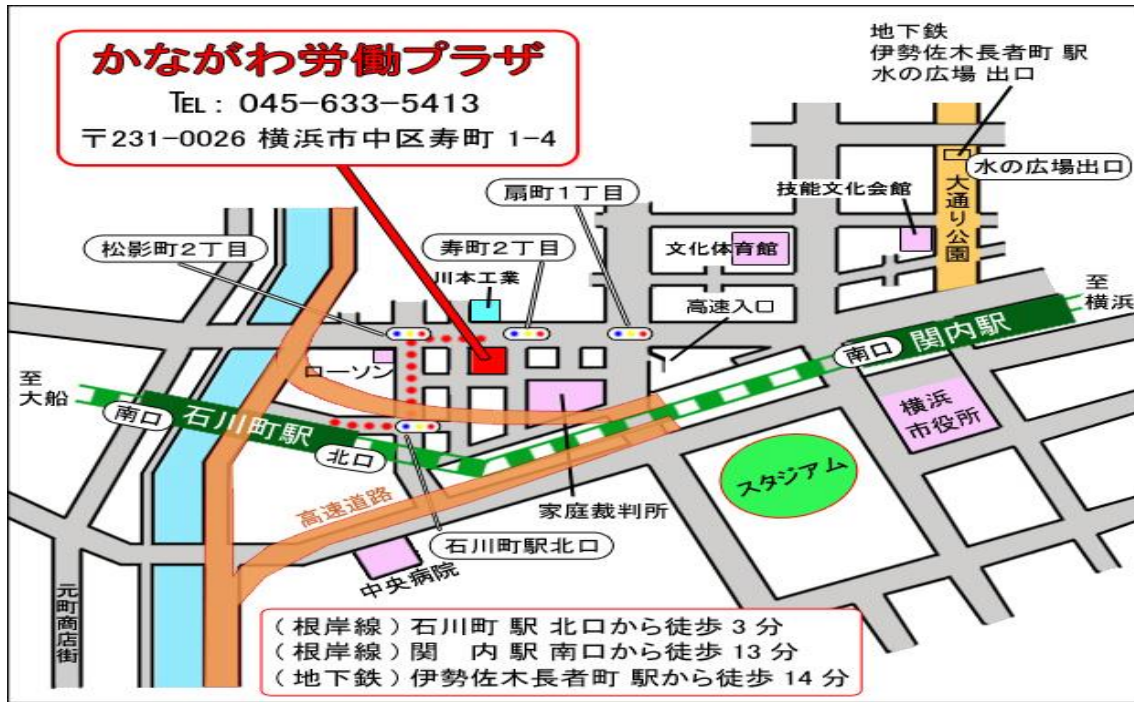 かながわ労働プラザ
℡ : 045-633-5413
〒231-0026 横浜市中区寿町 1-4
地下鉄
伊勢佐木長者町 駅
水の広場 出口
水の広場出口
大通り公園
技能文化会館
扇町1丁目
文化体育館
松影町2丁目
寿町2丁目
川本工業
高速入口
至
横浜
関内駅
南口
ローソン
至
大船
南口
石川町駅
北口
横浜
市役所
スタジアム
高速道路
家庭裁判所
石川町駅北口
中央病院
元町商店街
( 根岸線 ) 石川町 駅 北口から徒歩 3 分
( 根岸線 ) 関　内 駅 南口から徒歩 13 分
( 地下鉄 ) 伊勢佐木長者町 駅から徒歩 14 分